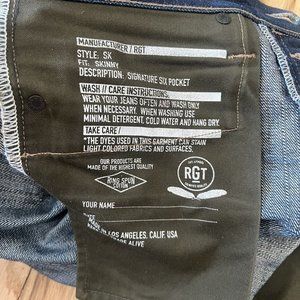 MANUFACTURER / RGT
STYLE: SK
FIT: SKINNY
DESCRIPTION: SIGNATURE SIX POCKET
WASH // CARE INSTRUCTIONS:
WEAR YOUR JEANS OFTEN AND WASH ONLY
WHEN NECESSARY. WHEN WASHING USE
MINIMAL DETERGENT, COLD WATER AND HANG DRY.
TAKE CARE /
*THE DYES USED IN THIS GARMENT CAN STAIN
LIGHT COLORED FABRICS AND SURFACES.
OUR PRODUCTS ARE
MADE OF THE HIGHEST QUALITY
RING SPUN
RGT
YOUR NAME
IN LOS ANGELES, CALIF. USA
ALIVE